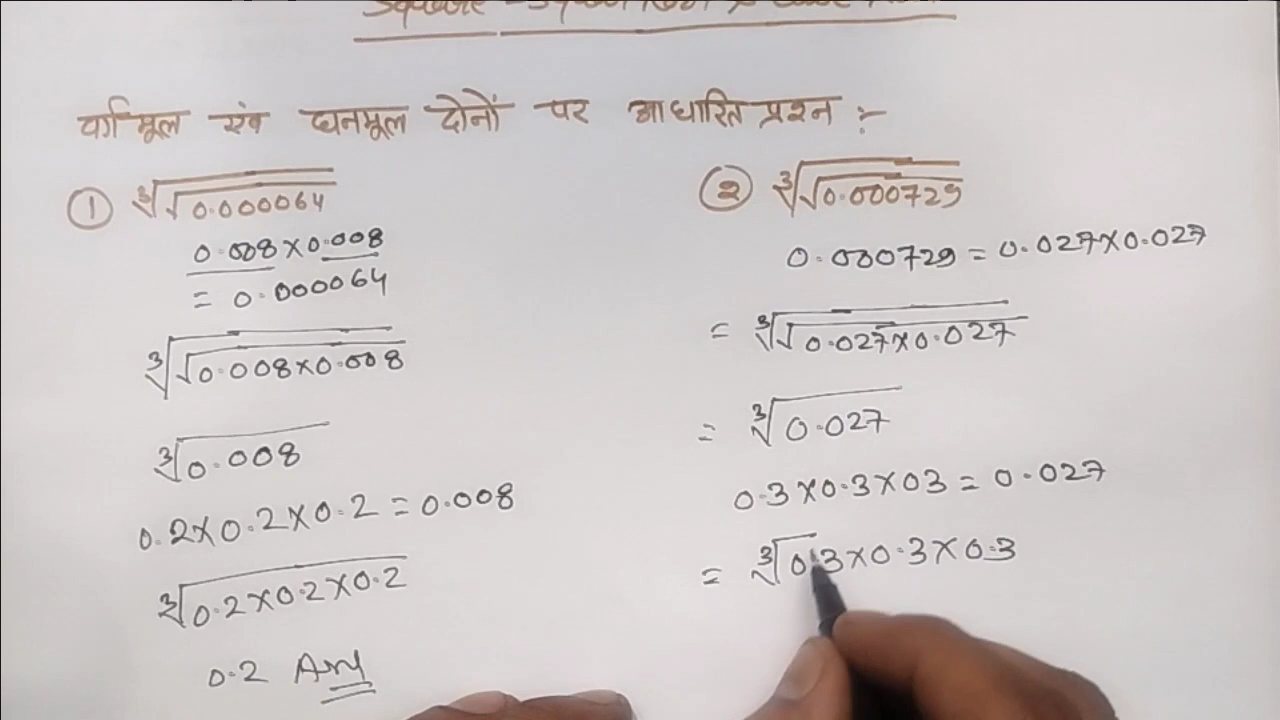 वर्गमूल एंव घनमूल दोनों पर आधारित प्रश्न :-
① ∛√0.000064
0.008×0.008
= 0.000064
∛√0.008×0.008
∛0.008
0.2×0.2×0.2 = 0.008
∛0.2×0.2×0.2
0.2 Ans
② ∛√0.000729
0.000729 = 0.027×0.027
= ∛√0.027×0.027
= ∛0.027
0.3×0.3×03 = 0.027
= ∛0.3×0.3×0.3